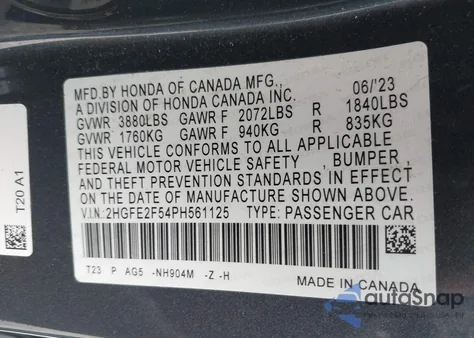 MFD.BY HONDA OF CANADA MFG., 06/'23
A DIVISION OF HONDA CANADA INC.
GVWR 3880LBS GAWR F 2072LBS R 1840LBS
GVWR 1760KG GAWR F 940KG R 835KG
THIS VEHICLE CONFORMS TO ALL APPLICABLE
FEDERAL MOTOR VEHICLE SAFETY , BUMPER ,
AND THEFT PREVENTION STANDARDS IN EFFECT
ON THE DATE OF MANUFACTURE SHOWN ABOVE.
V.I.N:2HGFE2F54PH561125 TYPE: PASSENGER CAR
T23 P AG5 -NH904M -Z -H
MADE IN CANADA
T20 A1
autoSnap